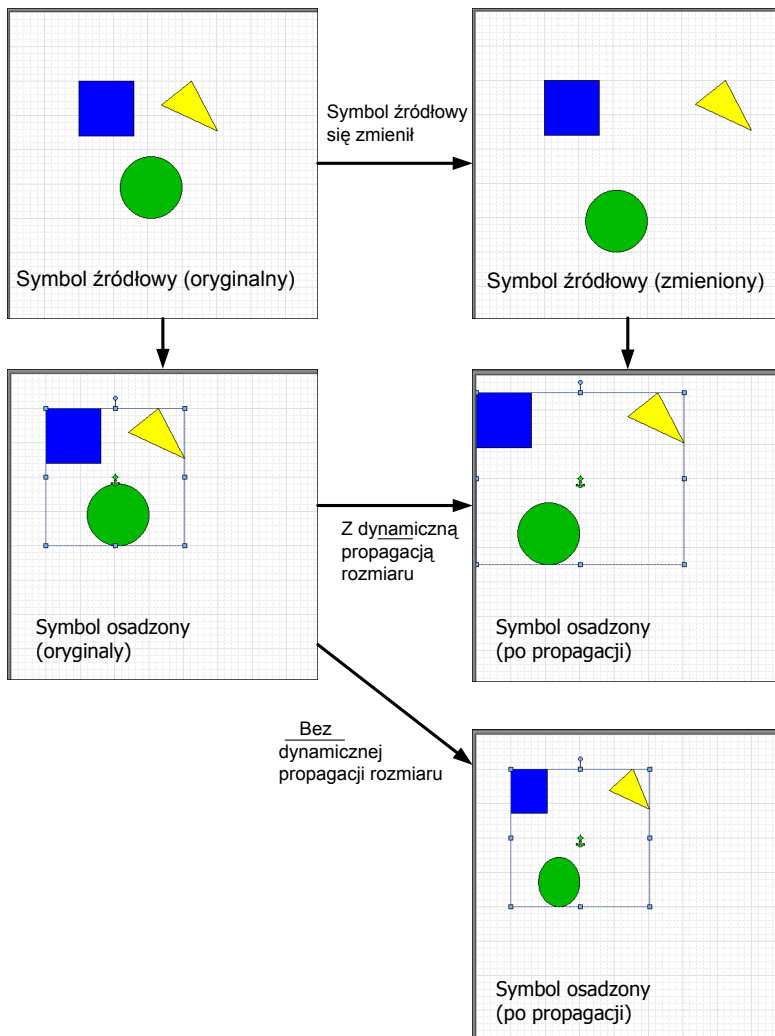 Symbol źródłowy
się zmienił
Symbol źródłowy (oryginalny)
Symbol źródłowy (zmieniony)
Z dynamiczną
propagacją
rozmiaru
Symbol osadzony
(oryginaly)
Symbol osadzony
(po propagacji)
Bez
dynamicznej
propagacji rozmiaru
Symbol osadzony
(po propagacji)